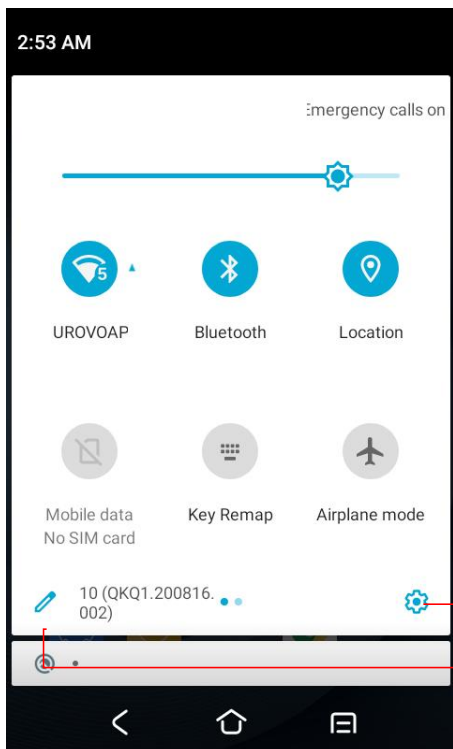 2:53 AM
Emergency calls on
5
UROVOAP
Bluetooth
Location
Mobile data
No SIM card
Key Remap
Airplane mode
10 (QKQ1.200816.
002)